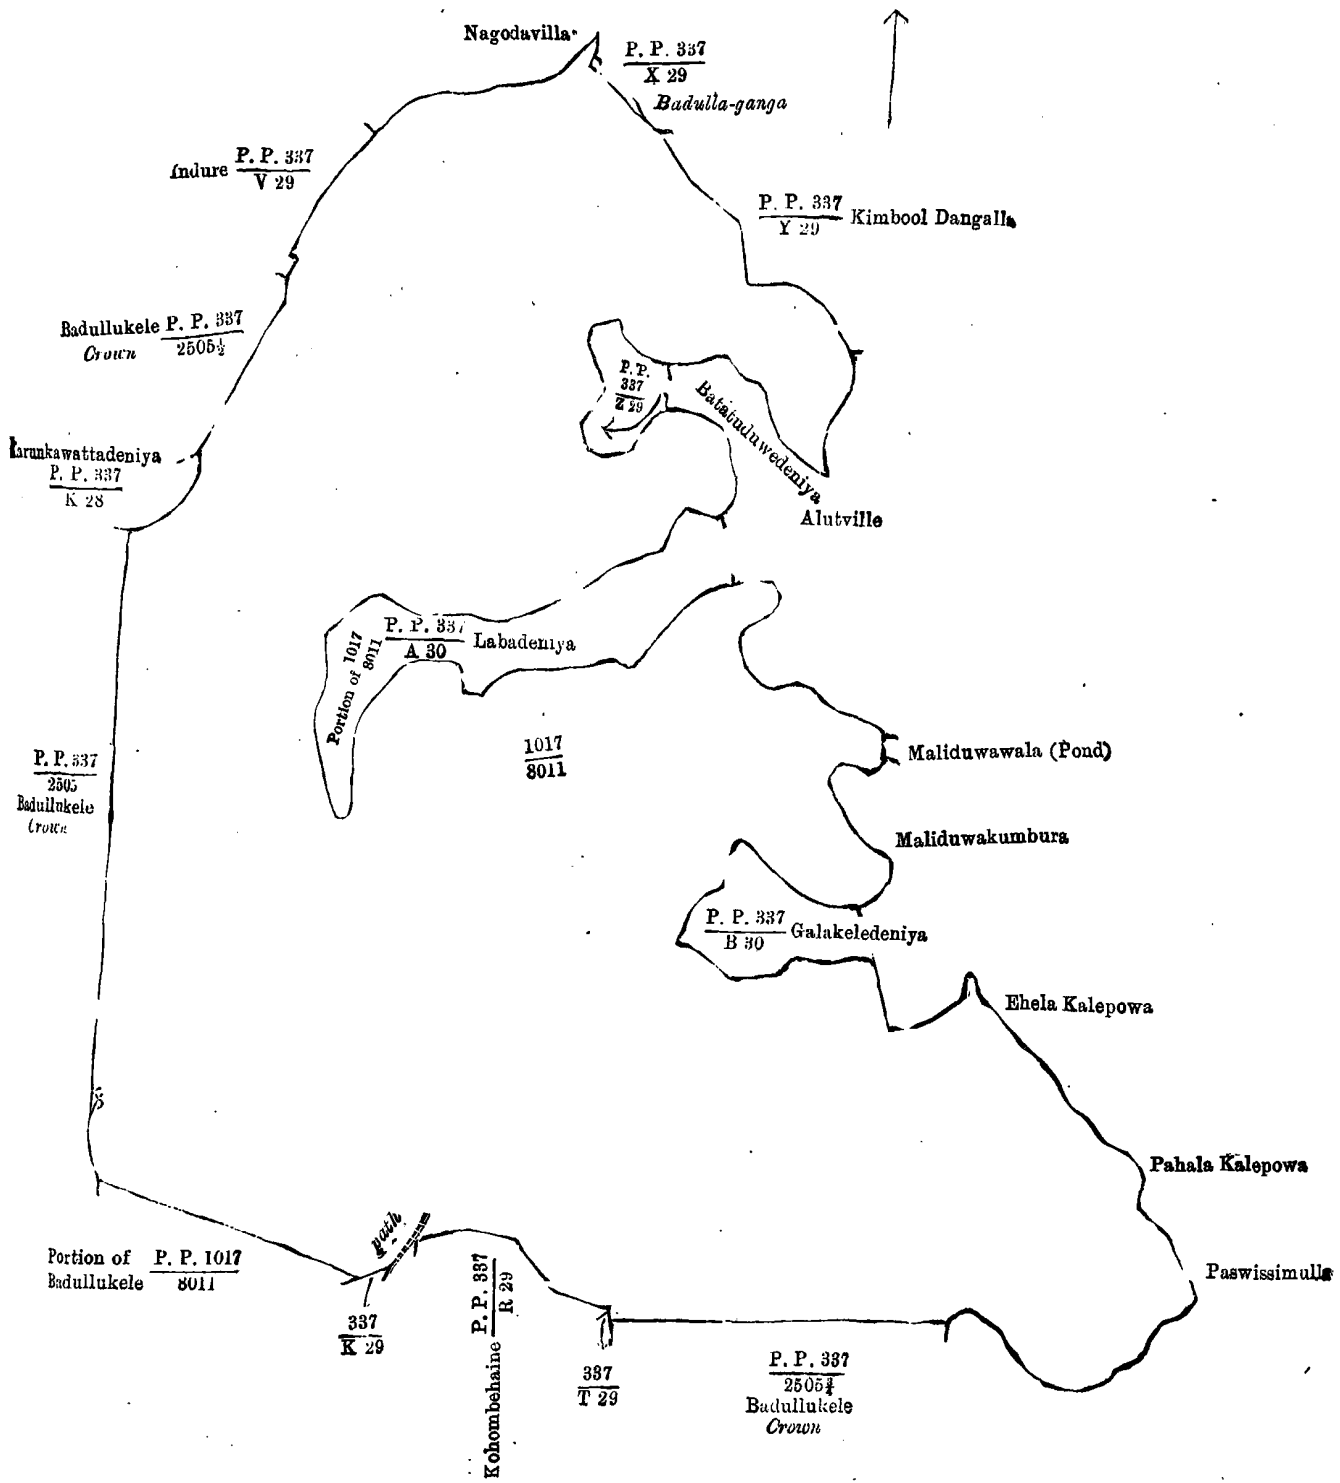 Nagodavilla
P. P. 337
X 29
Badulla-ganga
Indure P. P. 337
V 29
P. P. 337
Y 29
Kimbool Dangalla
Badullukele P. P. 337
Crown 2505½
P. P.
337
Z 29
Batatuduwedeniya
Alutville
Karunkawattadeniya
P. P. 337
K 28
P. P. 337
A 30
Labadeniya
Portion of 1017
8011
1017
8011
P. P. 337
2505
Badullukele
Crown
Maliduwawala (Pond)
Maliduwakumbura
P. P. 337
B 30
Galakeledeniya
Ehela Kalepowa
Pahala Kalepowa
Paswissimulla
path
Portion of P. P. 1017
Badullukele 8011
337
K 29
Kohombehaine P. P. 337
R 29
337
T 29
P. P. 337
2505¾
Badullukele
Crown